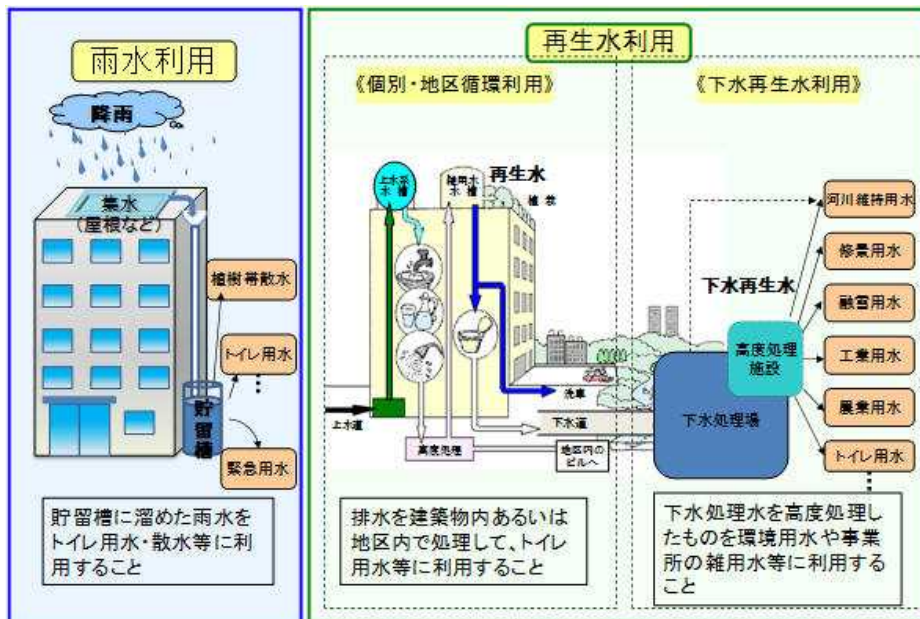 雨水利用
降雨
集水
(屋根など)
植樹帯散水
トイレ用水
貯留槽
緊急用水
貯留槽に溜めた雨水を
トイレ用水・散水等に利
用すること
再生水利用
《個別・地区循環利用》
上水系
水槽
雑用水
水槽
再生水
植栽
洗車
上水道
下水道
高度処理
地区内の
ビルへ
排水を建築物内あるいは
地区内で処理して、トイレ
用水等に利用すること
《下水再生水利用》
下水再生水
高度処理
施設
下水処理場
河川維持用水
修景用水
融雪用水
工業用水
農業用水
トイレ用水
下水処理水を高度処理し
たものを環境用水や事業
所の雑用水等に利用する
こと